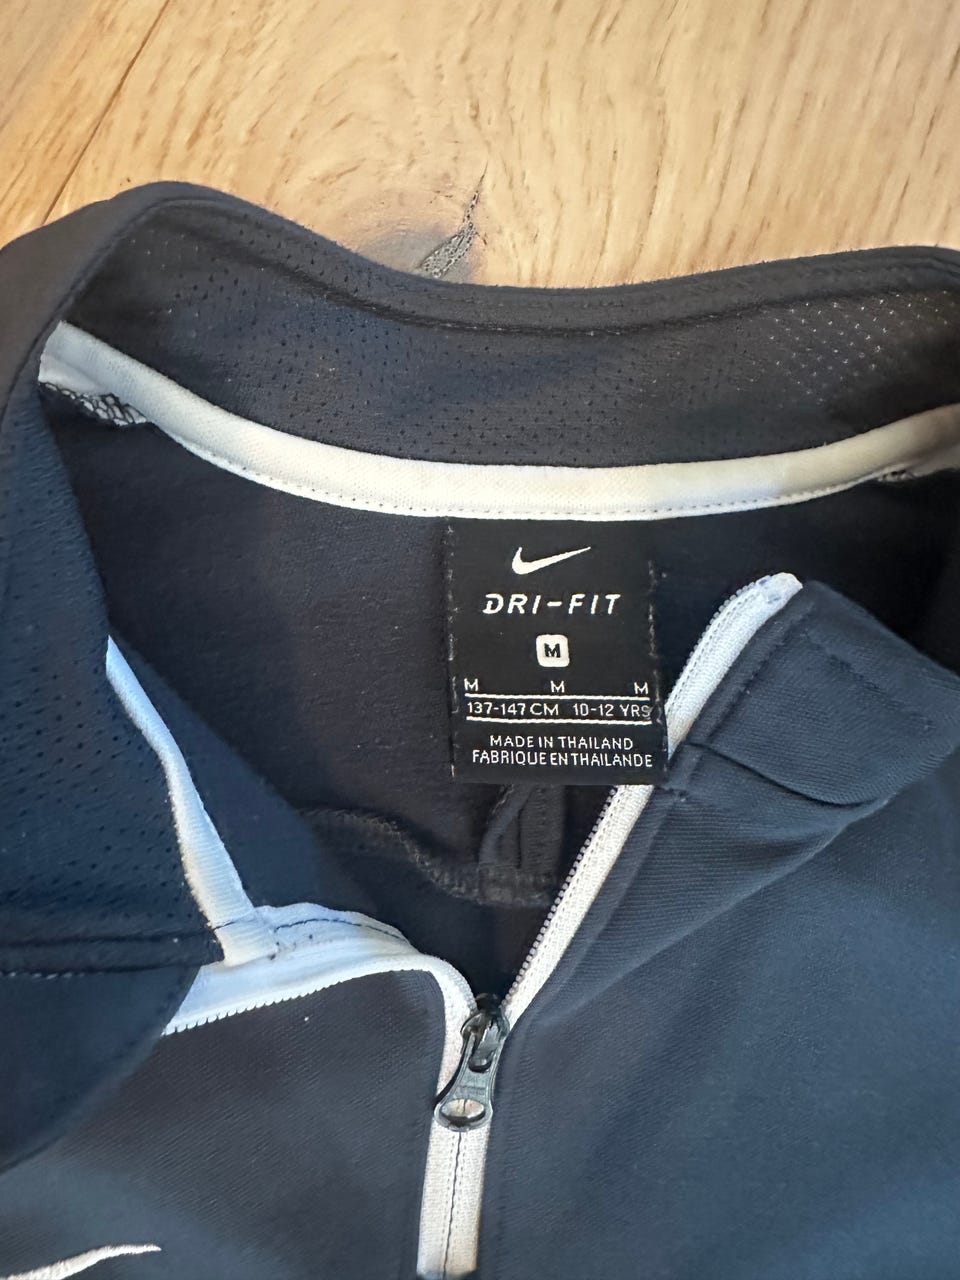 DRI-FIT
M
M M M
137-147 CM 10-12 YRS
MADE IN THAILAND
FABRIQUE EN THAILANDE